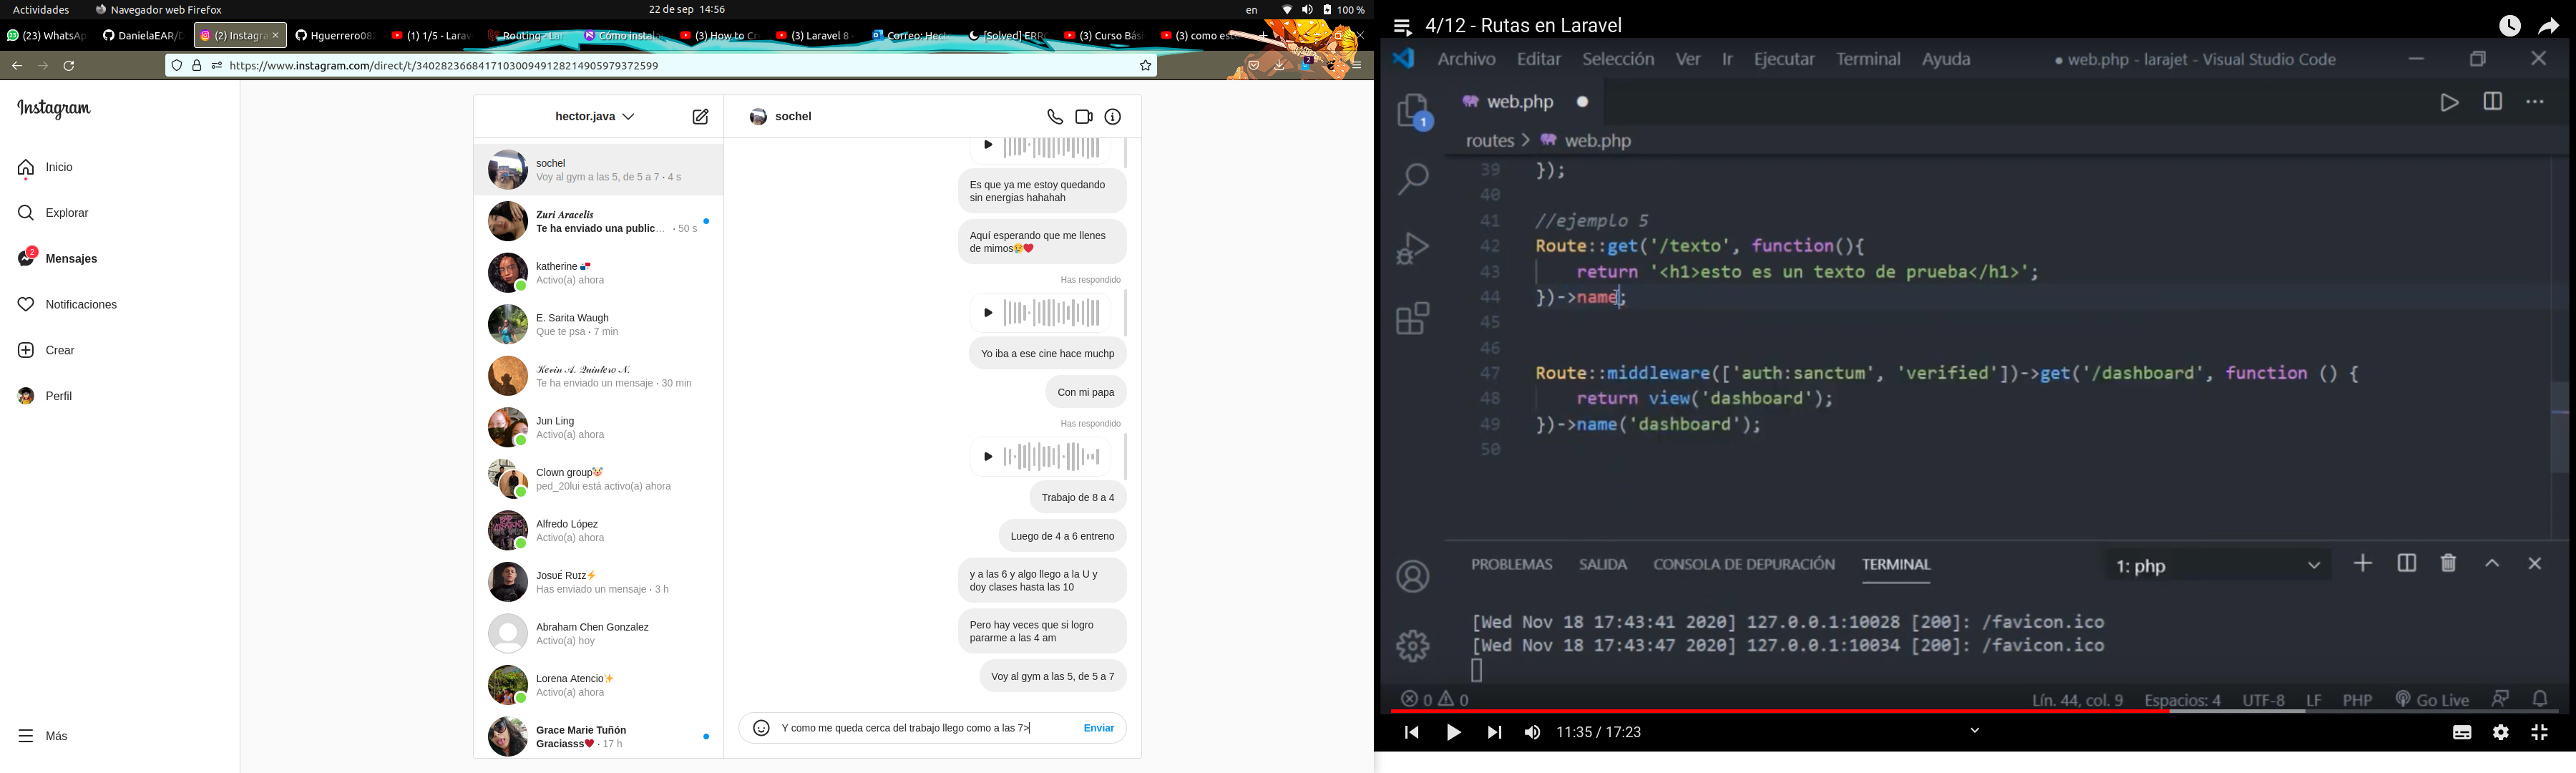 Actividades
Navegador web Firefox
22 de sep 14:56
en
100 %
(23) WhatsA
DanielaEAR/
(2) Instagra
Hguerrero08
(1) 1/5 - Larav
Routing - La
Cómo instal
(3) How to Cr
(3) Laravel 8 -
Correo: Hec
[Solved] ERR
(3) Curso Bás
(3) como est
https://www.instagram.com/direct/t/340282366841710300949128214905979372599
2
Instagram
Inicio
Explorar
2
Mensajes
Notificaciones
Crear
Perfil
Más
hector.java
sochel
Voy al gym a las 5, de 5 a 7 · 4 s
Zuri Aracelis
Te ha enviado una public... · 50 s
katherine 🇵🇦
Activo(a) ahora
E. Sarita Waugh
Que te psa · 7 min
Kevin A. Quintero N.
Te ha enviado un mensaje · 30 min
Jun Ling
Activo(a) ahora
Clown group🤡
ped_20lui está activo(a) ahora
Alfredo López
Activo(a) ahora
Josué Ruiz⚡
Has enviado un mensaje · 3 h
Abraham Chen Gonzalez
Activo(a) hoy
Lorena Atencio✨
Activo(a) ahora
Grace Marie Tuñón
Graciasss❤️ · 17 h
sochel
Es que ya me estoy quedando
sin energias hahahah
Aquí esperando que me llenes
de mimos😢❤️
Has respondido
Yo iba a ese cine hace muchp
Con mi papa
Has respondido
Trabajo de 8 a 4
Luego de 4 a 6 entreno
y a las 6 y algo llego a la U y
doy clases hasta las 10
Pero hay veces que si logro
pararme a las 4 am
Voy al gym a las 5, de 5 a 7
Y como me queda cerca del trabajo llego como a las 7>
Enviar
4/12 - Rutas en Laravel
Archivo Editar Selección Ver Ir Ejecutar Terminal Ayuda
● web.php - larajet - Visual Studio Code
1
web.php ●
routes > web.php
39 });
40
41 //ejemplo 5
42 Route::get('/texto', function(){
43 return '<h1>esto es un texto de prueba</h1>';
44 })->name;
45
46
47 Route::middleware(['auth:sanctum', 'verified'])->get('/dashboard', function () {
48 return view('dashboard');
49 })->name('dashboard');
50
PROBLEMAS SALIDA CONSOLA DE DEPURACIÓN TERMINAL
1: php
[Wed Nov 18 17:43:41 2020] 127.0.0.1:10028 [200]: /favicon.ico
[Wed Nov 18 17:43:47 2020] 127.0.0.1:10034 [200]: /favicon.ico
0 0
Lín. 44, col. 9 Espacios: 4 UTF-8 LF PHP Go Live
11:35 / 17:23